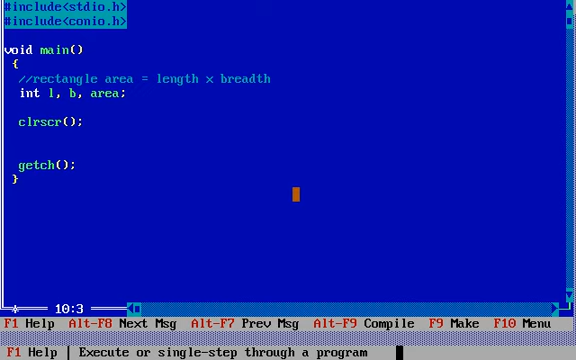 #include<stdio.h>
#include<conio.h>
void main()
{
//rectangle area = length x breadth
int l, b, area;
clrscr();
getch();
}
10:3
F1 Help Alt-F8 Next Msg Alt-F7 Prev Msg Alt-F9 Compile F9 Make F10 Menu
F1 Help | Execute or single-step through a program